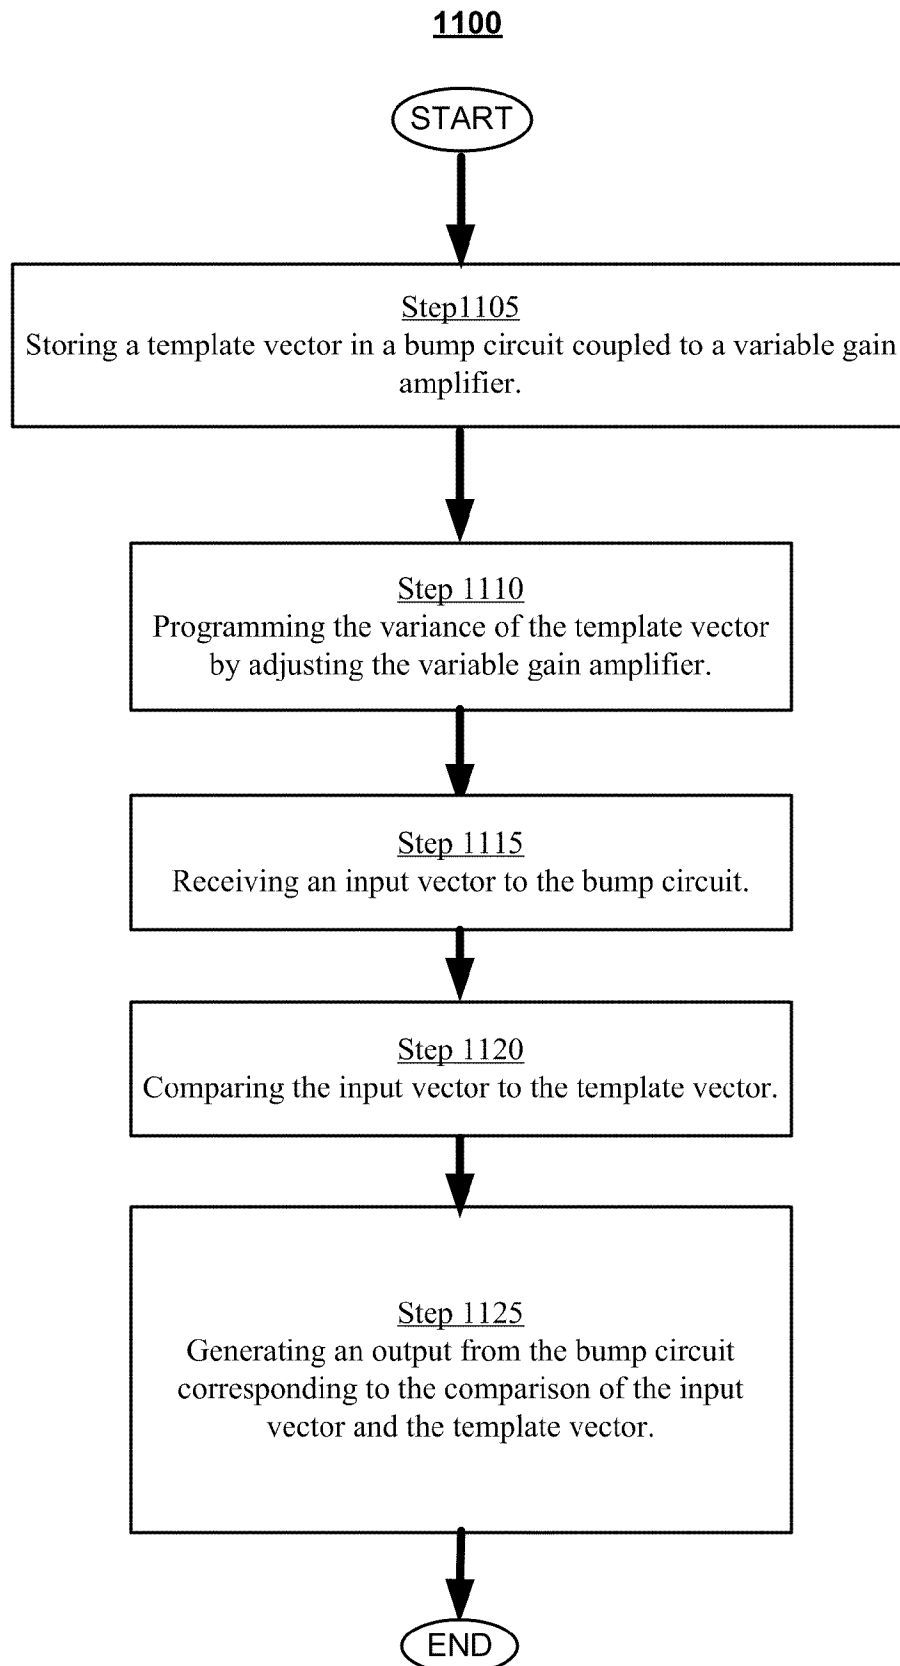 1100
START
Step1105
Storing a template vector in a bump circuit coupled to a variable gain
amplifier.
Step 1110
Programming the variance of the template vector
by adjusting the variable gain amplifier.
Step 1115
Receiving an input vector to the bump circuit.
Step 1120
Comparing the input vector to the template vector.
Step 1125
Generating an output from the bump circuit
corresponding to the comparison of the input
vector and the template vector.
END